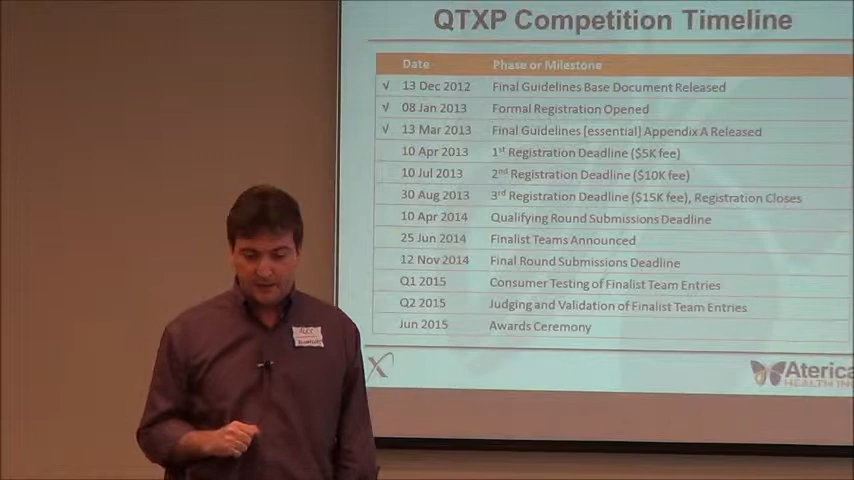 QTXP Competition Timeline
Date Phase or Milestone
√ 13 Dec 2012 Final Guidelines Base Document Released
√ 08 Jan 2013 Formal Registration Opened
√ 13 Mar 2013 Final Guidelines [essential] Appendix A Released
10 Apr 2013 1st Registration Deadline ($5K fee)
10 Jul 2013 2nd Registration Deadline ($10K fee)
30 Aug 2013 3rd Registration Deadline ($15K fee), Registration Closes
10 Apr 2014 Qualifying Round Submissions Deadline
25 Jun 2014 Finalist Teams Announced
12 Nov 2014 Final Round Submissions Deadline
Q1 2015 Consumer Testing of Finalist Team Entries
Q2 2015 Judging and Validation of Finalist Team Entries
Jun 2015 Awards Ceremony
X
Aterica
HEALTH IN